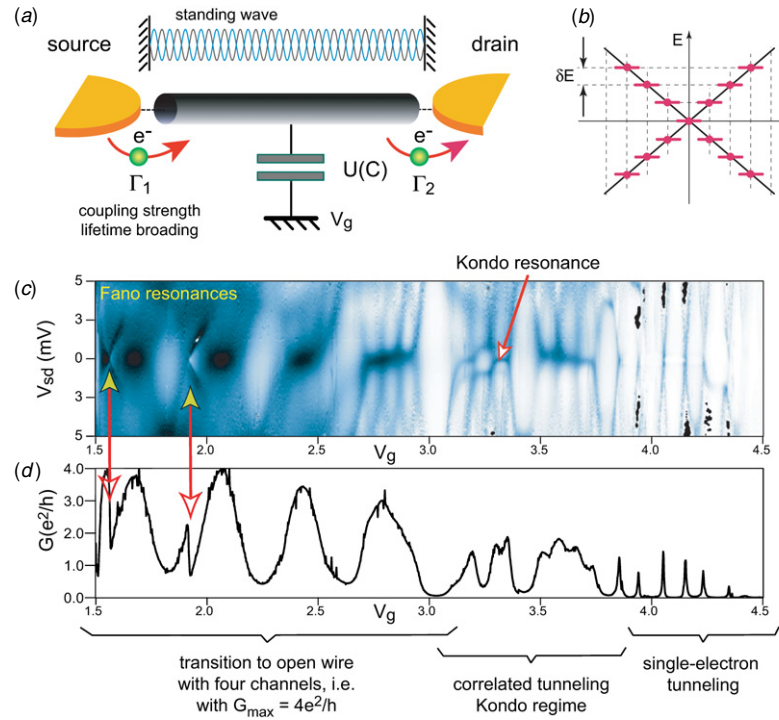 (a)
standing wave
source
drain
e-
Γ1
coupling strength
lifetime broading
U(C)
Vg
e-
Γ2
(b)
E
δE
Kondo resonance
(c)
Fano resonances
Vsd (mV)
5
3
0
3
5
1.5 2.0 2.5 3.0 3.5 4.0 4.5
Vg
(d)
G(e²/h)
4.0
3.0
2.0
1.0
0.0
1.5 2.0 2.5 3.0 3.5 4.0 4.5
Vg
transition to open wire
with four channels, i.e.
with Gmax = 4e²/h
correlated tunneling
Kondo regime
single-electron
tunneling